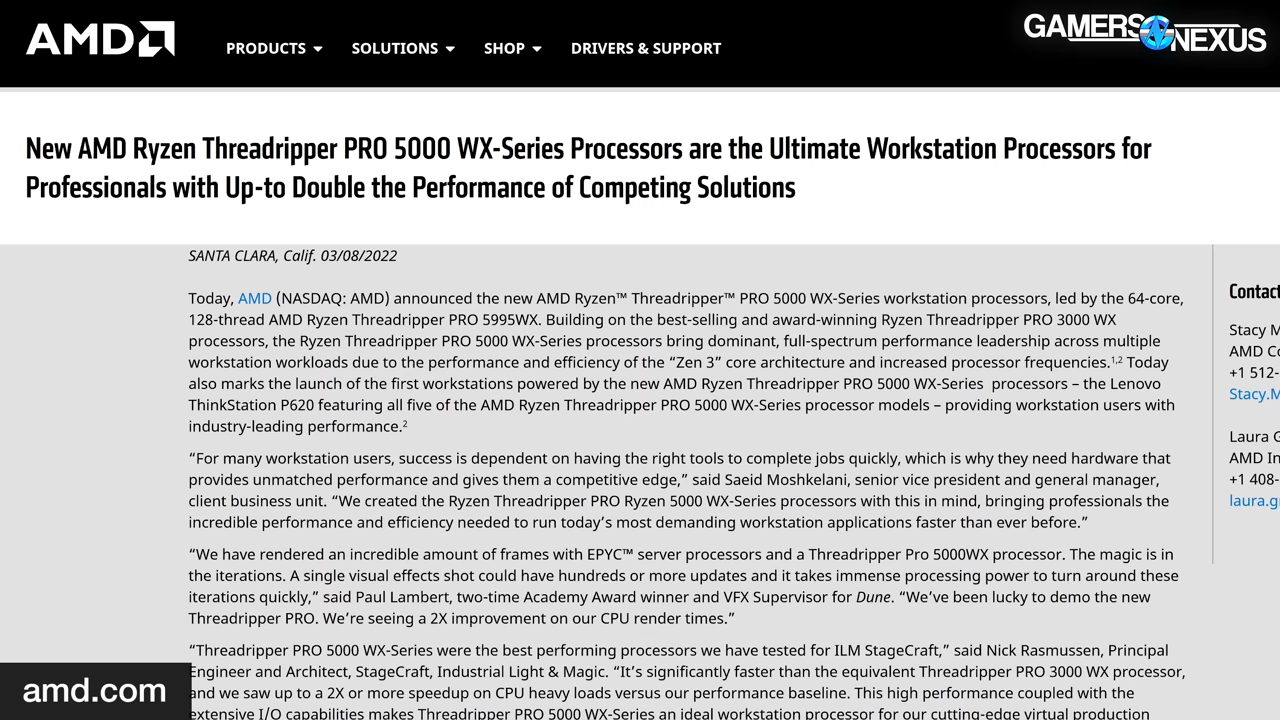 AMD
PRODUCTS SOLUTIONS SHOP DRIVERS & SUPPORT
GAMERS NEXUS
New AMD Ryzen Threadripper PRO 5000 WX-Series Processors are the Ultimate Workstation Processors for
Professionals with Up-to Double the Performance of Competing Solutions
SANTA CLARA, Calif. 03/08/2022
Today, AMD (NASDAQ: AMD) announced the new AMD Ryzen™ Threadripper™ PRO 5000 WX-Series workstation processors, led by the 64-core,
128-thread AMD Ryzen Threadripper PRO 5995WX. Building on the best-selling and award-winning Ryzen Threadripper PRO 3000 WX
processors, the Ryzen Threadripper PRO 5000 WX-Series processors bring dominant, full-spectrum performance leadership across multiple
workstation workloads due to the performance and efficiency of the “Zen 3” core architecture and increased processor frequencies.1,2 Today
also marks the launch of the first workstations powered by the new AMD Ryzen Threadripper PRO 5000 WX-Series processors – the Lenovo
ThinkStation P620 featuring all five of the AMD Ryzen Threadripper PRO 5000 WX-Series processor models – providing workstation users with
industry-leading performance.2
“For many workstation users, success is dependent on having the right tools to complete jobs quickly, which is why they need hardware that
provides unmatched performance and gives them a competitive edge,” said Saeid Moshkelani, senior vice president and general manager,
client business unit. “We created the Ryzen Threadripper PRO Ryzen 5000 WX-Series processors with this in mind, bringing professionals the
incredible performance and efficiency needed to run today’s most demanding workstation applications faster than ever before.”
“We have rendered an incredible amount of frames with EPYC™ server processors and a Threadripper Pro 5000WX processor. The magic is in
the iterations. A single visual effects shot could have hundreds or more updates and it takes immense processing power to turn around these
iterations quickly,” said Paul Lambert, two-time Academy Award winner and VFX Supervisor for Dune. “We’ve been lucky to demo the new
Threadripper PRO. We’re seeing a 2X improvement on our CPU render times.”
“Threadripper PRO 5000 WX-Series were the best performing processors we have tested for ILM StageCraft,” said Nick Rasmussen, Principal
Engineer and Architect, StageCraft, Industrial Light & Magic. “It’s significantly faster than the equivalent Threadripper PRO 3000 WX processor,
and we saw up to a 2X or more speedup on CPU heavy loads versus our performance baseline. This high performance coupled with the
extensive I/O capabilities makes Threadripper PRO 5000 WX-Series an ideal workstation processor for our cutting-edge virtual production
Contact
Stacy M
AMD Co
+1 512-
Stacy.M
Laura G
AMD In
+1 408-
laura.g
amd.com